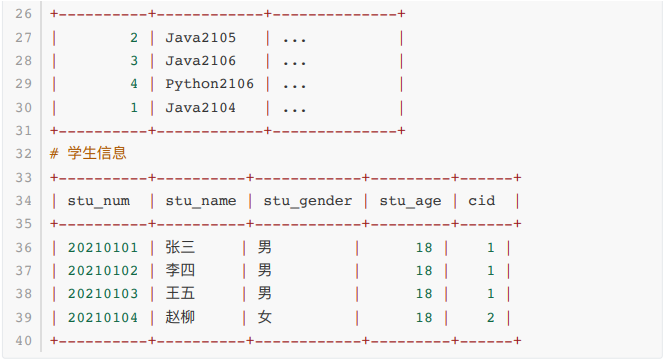 26 +----------+------------+--------------+
27 |        2 | Java2105   | ...          |
28 |        3 | Java2106   | ...          |
29 |        4 | Python2106 | ...          |
30 |        1 | Java2104   | ...          |
31 +----------+------------+--------------+
32 # 学生信息
33 +----------+----------+------------+---------+------+
34 | stu_num  | stu_name | stu_gender | stu_age | cid  |
35 +----------+----------+------------+---------+------+
36 | 20210101 | 张三     | 男         |      18 |    1 |
37 | 20210102 | 李四     | 男         |      18 |    1 |
38 | 20210103 | 王五     | 男         |      18 |    1 |
39 | 20210104 | 赵柳     | 女         |      18 |    2 |
40 +----------+----------+------------+---------+------+